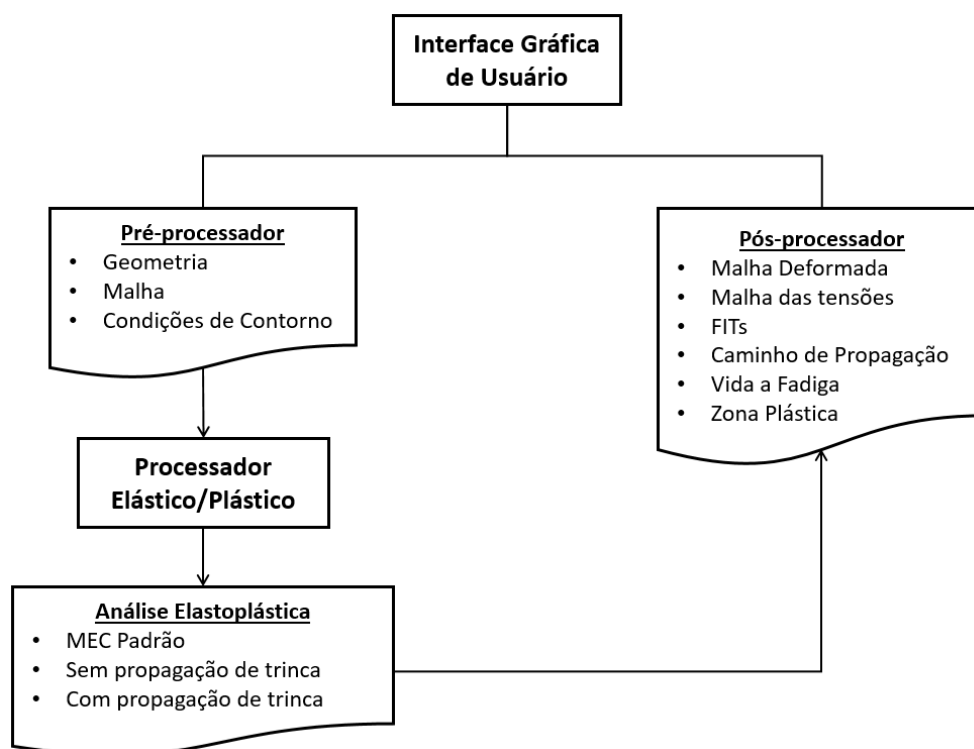 Interface Gráfica
de Usuário
Pré-processador
• Geometria
• Malha
• Condições de Contorno
Processador
Elástico/Plástico
Análise Elastoplástica
• MEC Padrão
• Sem propagação de trinca
• Com propagação de trinca
Pós-processador
• Malha Deformada
• Malha das tensões
• FITs
• Caminho de Propagação
• Vida a Fadiga
• Zona Plástica